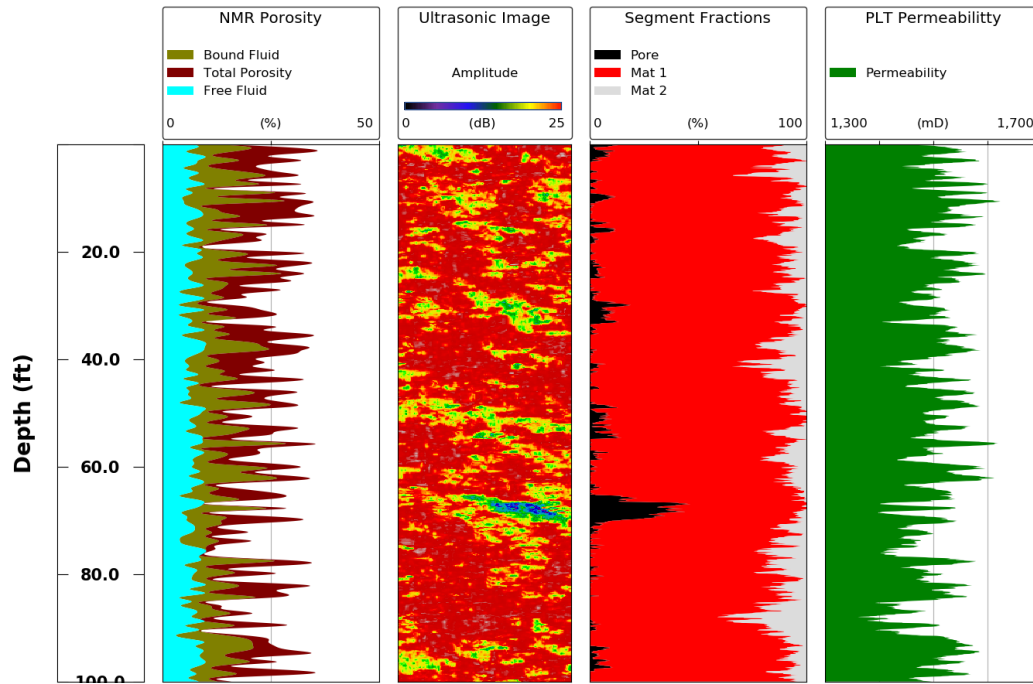 NMR Porosity
Bound Fluid
Total Porosity
Free Fluid
0 (%) 50
Ultrasonic Image
Amplitude
0 (dB) 25
Segment Fractions
Pore
Mat 1
Mat 2
0 (%) 100
PLT Permeabilitty
Permeability
1,300 (mD) 1,700
Depth (ft)
20.0
40.0
60.0
80.0
100.0